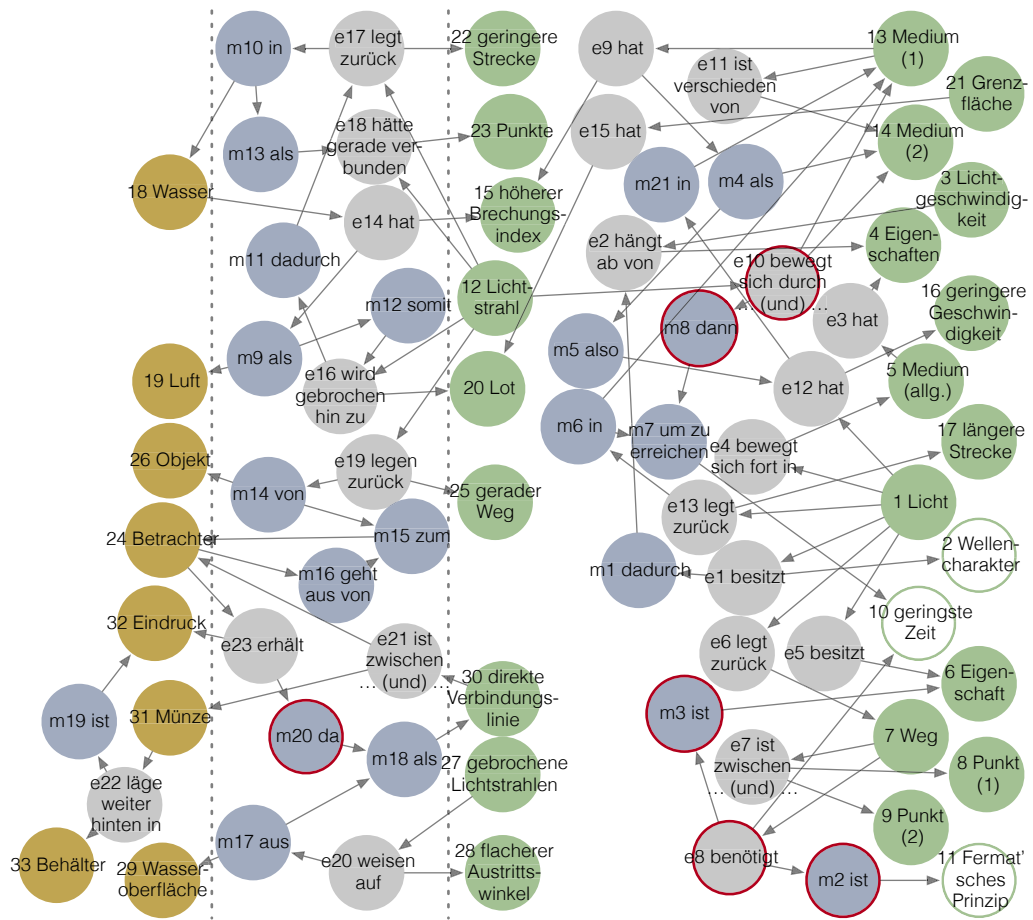 m10 in
e17 legt
zurück
22 geringere
Strecke
e9 hat
13 Medium
(1)
e11 ist
verschieden
von
21 Grenz-
fläche
m13 als
e18 hätte
gerade ver-
bunden
23 Punkte
e15 hat
14 Medium
(2)
18 Wasser
e14 hat
15 höherer
Brechungs-
index
m21 in
m4 als
3 Licht-
geschwindig-
keit
m11 dadurch
e2 hängt
ab von
4 Eigen-
schaften
m12 somit
12 Licht-
strahl
e10 bewegt
sich durch
... (und) ...
16 geringere
Geschwin-
digkeit
m9 als
m8 dann
e3 hat
19 Luft
e16 wird
gebrochen
hin zu
20 Lot
m5 also
e12 hat
5 Medium
(allg.)
26 Objekt
m14 von
e19 legen
zurück
25 gerader
Weg
m6 in
m7 um zu
erreichen
e4 bewegt
sich fort in
17 längere
Strecke
24 Betrachter
m15 zum
e13 legt
zurück
1 Licht
m16 geht
aus von
m1 dadurch
e1 besitzt
2 Wellen-
charakter
32 Eindruck
e23 erhält
e21 ist
zwischen
... (und) ...
e6 legt
zurück
e5 besitzt
10 geringste
Zeit
m19 ist
31 Münze
m20 da
30 direkte
Verbindungs-
linie
m3 ist
6 Eigen-
schaft
m18 als
7 Weg
e22 läge
weiter
hinten in
27 gebrochene
Lichtstrahlen
e7 ist
zwischen
... (und) ...
8 Punkt
(1)
9 Punkt
(2)
33 Behälter
29 Wasser-
oberfläche
m17 aus
e20 weisen
auf
28 flacherer
Austritts-
winkel
e8 benötigt
m2 ist
11 Fermat'
sches
Prinzip